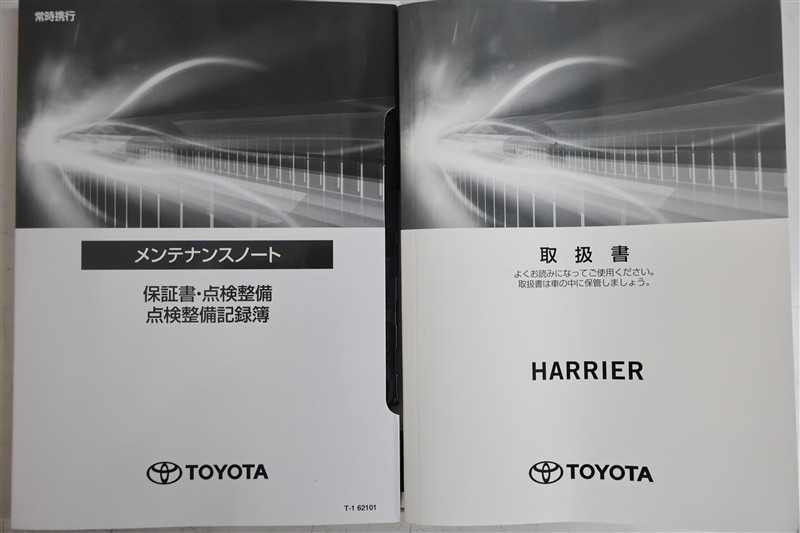 常時携行
メンテナンスノート
保証書・点検整備
点検整備記録簿
TOYOTA
T-1 62101
取扱書
よくお読みになってご使用ください。
取扱書は車の中に保管しましょう。
HARRIER
TOYOTA